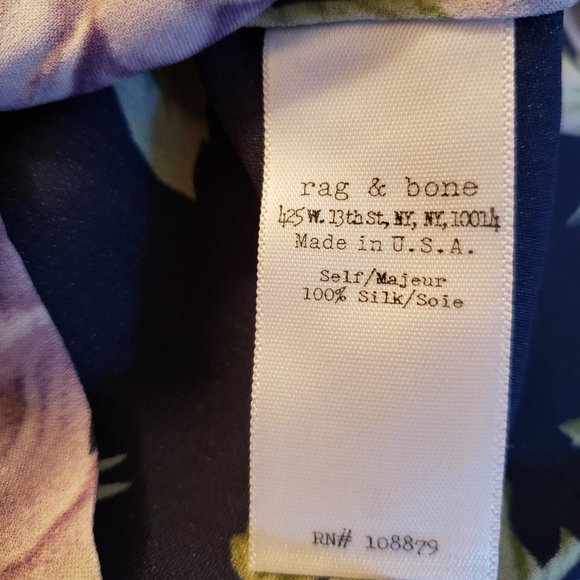 rag & bone
425 W. 13th St, NY, NY, 10014
Made in U.S.A.
Self/Majeur
100% Silk/Soie
RN# 108879